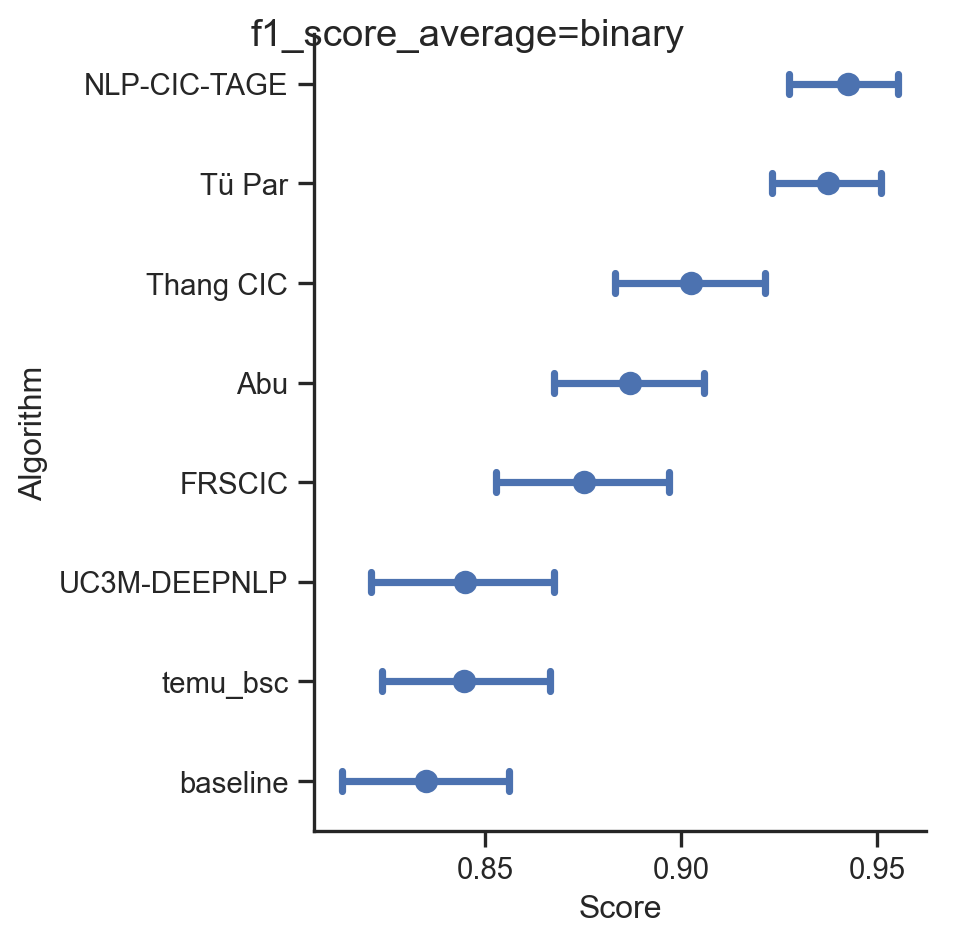 f1_score_average=binary
NLP-CIC-TAGE
Tü Par
Thang CIC
Abu
FRSCIC
UC3M-DEEPNLP
temu_bsc
baseline
Algorithm
0.85 0.90 0.95
Score